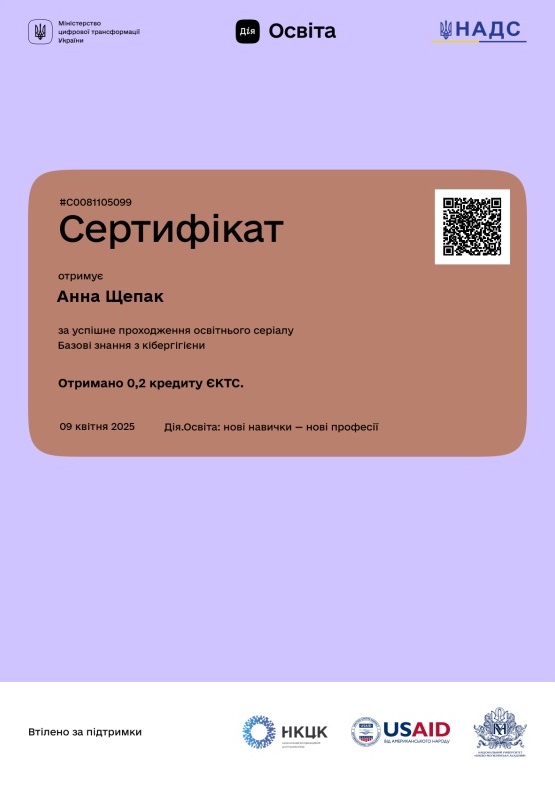 Міністерство
цифрової трансформації
України
Дія Освіта
НАДС
#C0081105099
Сертифікат
отримує
Анна Щепак
за успішне проходження освітнього серіалу
Базові знання з кібергігієни
Отримано 0,2 кредиту ЄКТС.
09 квітня 2025 Дія.Освіта: нові навички — нові професії
Втілено за підтримки
НКЦК
USAID
ВІД АМЕРИКАНСЬКОГО НАРОДУ
НАЦІОНАЛЬНИЙ УНІВЕРСИТЕТ